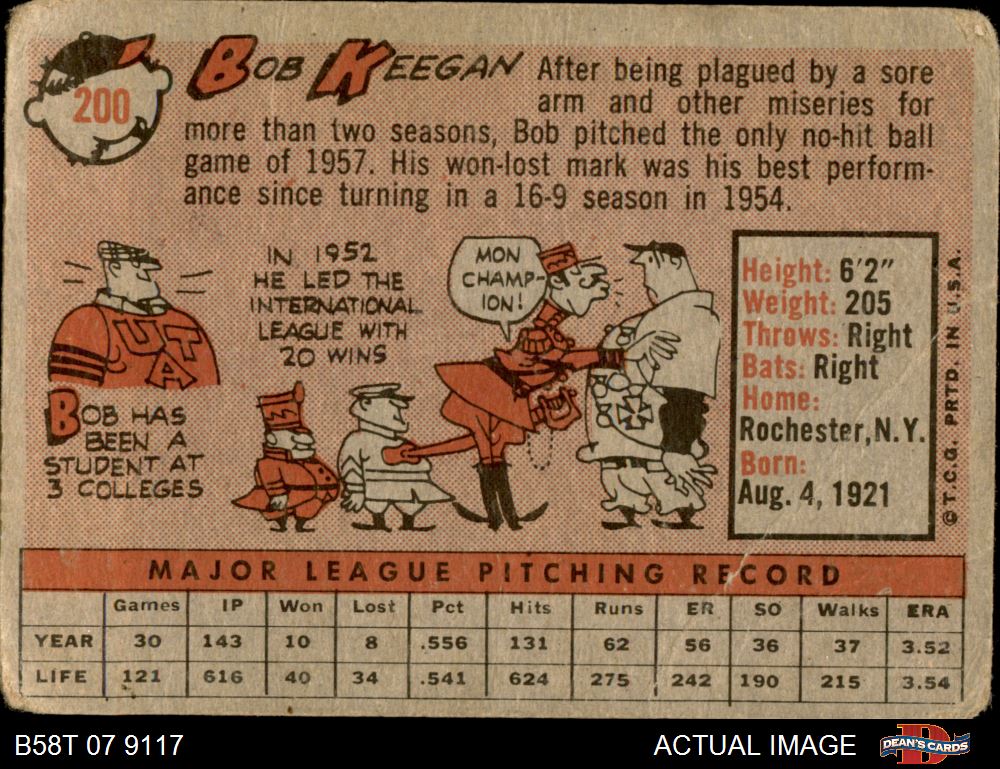 200
BOB KEEGAN
After being plagued by a sore
arm and other miseries for
more than two seasons, Bob pitched the only no-hit ball
game of 1957. His won-lost mark was his best perform-
ance since turning in a 16-9 season in 1954.
UTA
BOB HAS
BEEN A
STUDENT AT
3 COLLEGES
IN 1952
HE LED THE
INTERNATIONAL
LEAGUE WITH
20 WINS
MON
CHAMP-
ION!
Height: 6'2"
Weight: 205
Throws: Right
Bats: Right
Home:
Rochester, N.Y.
Born:
Aug. 4, 1921
© T.C.G. PRTD. IN U.S.A.
MAJOR LEAGUE PITCHING RECORD
Games IP Won Lost Pct Hits Runs ER SO Walks ERA
YEAR 30 143 10 8 .556 131 62 56 36 37 3.52
LIFE 121 616 40 34 .541 624 275 242 190 215 3.54
B58T 07 9117
ACTUAL IMAGE
DEAN'S CARDS